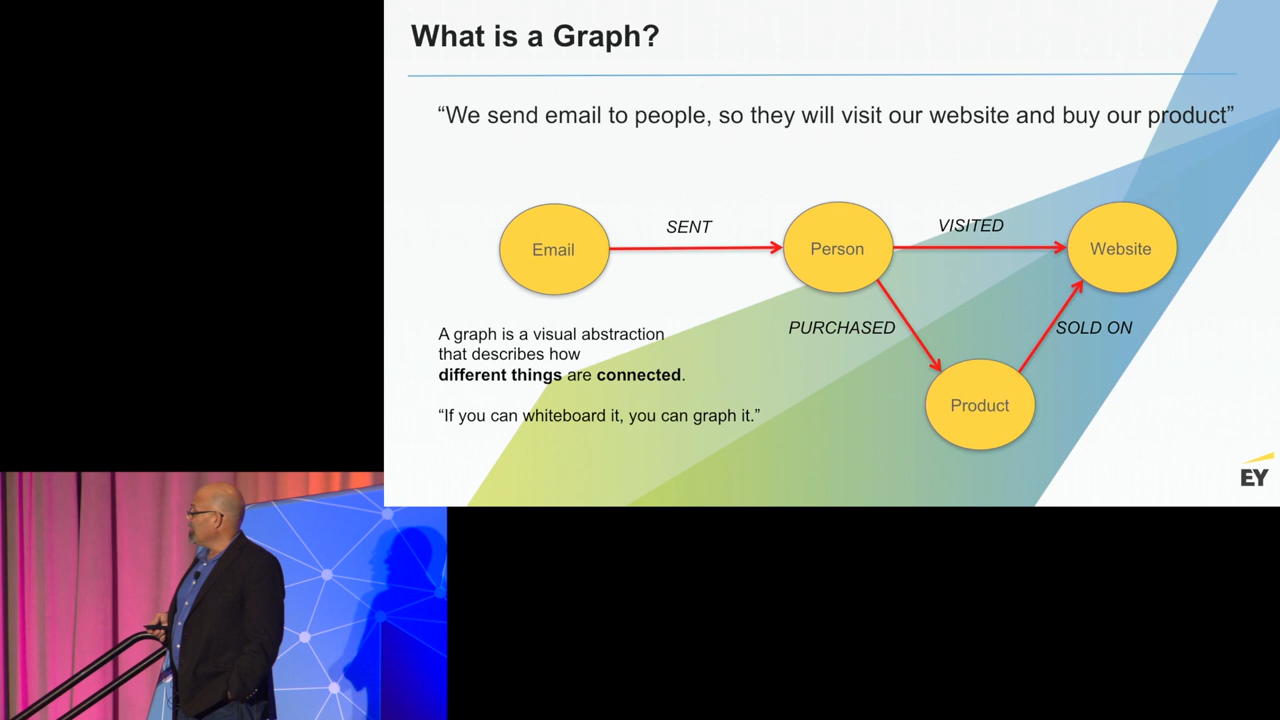 What is a Graph?
“We send email to people, so they will visit our website and buy our product”
SENT
VISITED
Email
Person
Website
PURCHASED
SOLD ON
A graph is a visual abstraction
that describes how
different things are connected.
Product
“If you can whiteboard it, you can graph it.”
EY